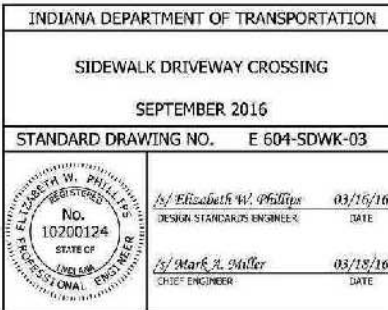 INDIANA DEPARTMENT OF TRANSPORTATION
SIDEWALK DRIVEWAY CROSSING
SEPTEMBER 2016
STANDARD DRAWING NO. E 604-SDWK-03
ELIZABETH W. PHILLIPS
REGISTERED
No.
10200124
STATE OF
INDIANA
PROFESSIONAL ENGINEER
/s/ Elizabeth W. Phillips 03/16/16
DESIGN STANDARDS ENGINEER DATE
/s/ Mark A. Miller 03/18/16
CHIEF ENGINEER DATE